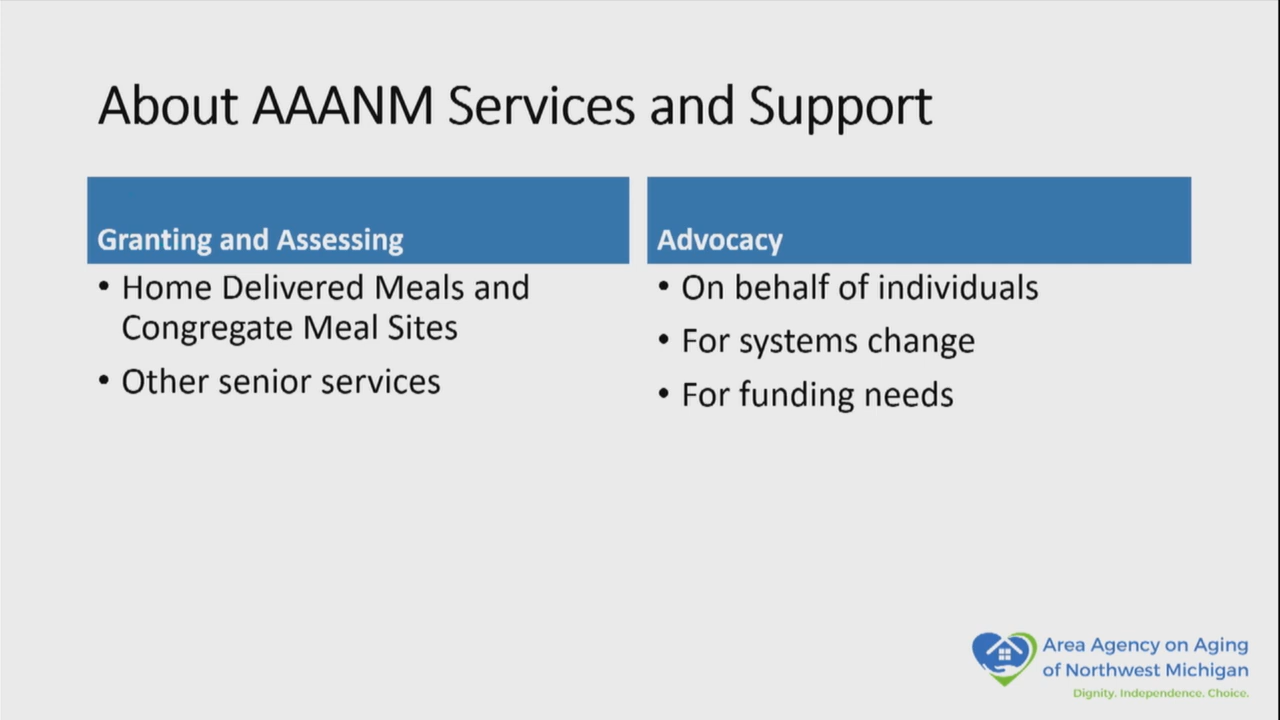 About AAANM Services and Support
Granting and Assessing
• Home Delivered Meals and
Congregate Meal Sites
• Other senior services
Advocacy
• On behalf of individuals
• For systems change
• For funding needs
Area Agency on Aging
of Northwest Michigan
Dignity. Independence. Choice.